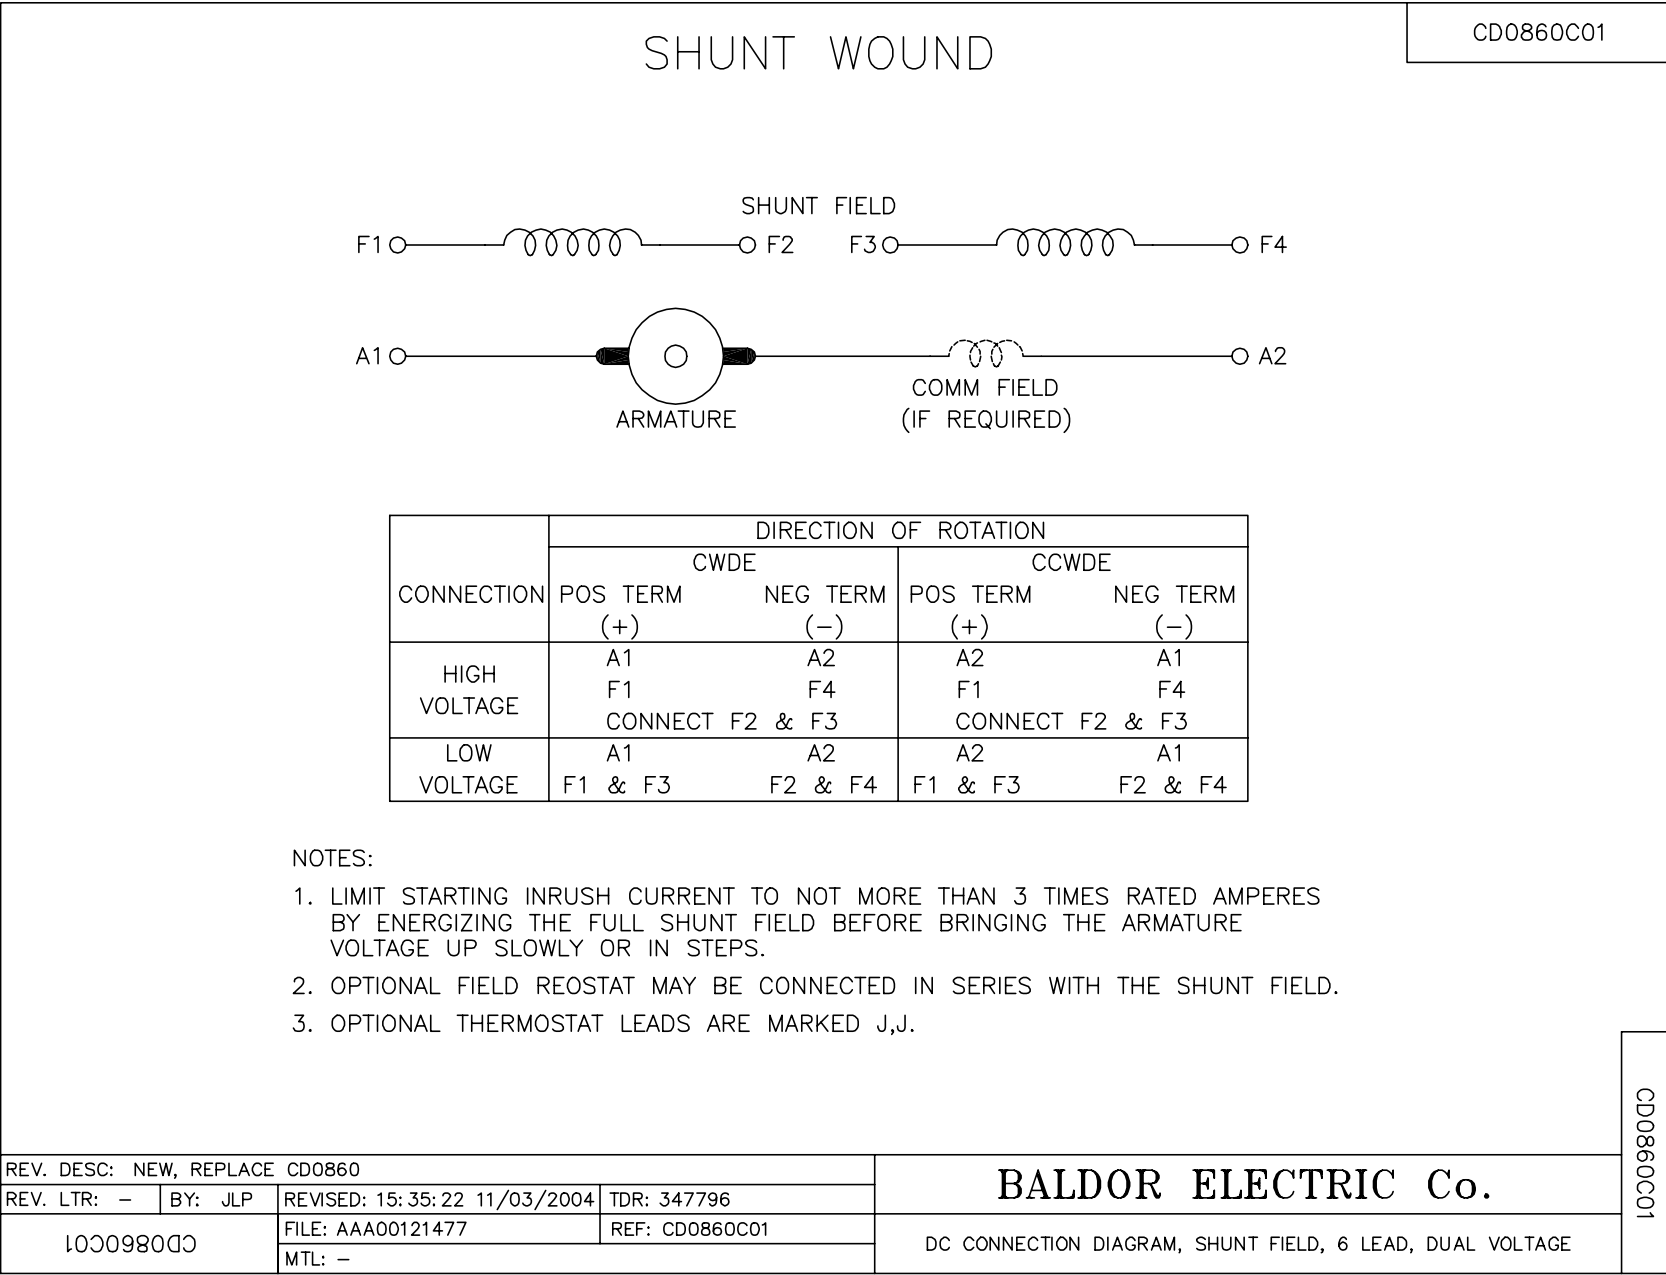 CD0860C01
SHUNT WOUND
SHUNT FIELD
F1 F2 F3 F4
A1 A2
COMM FIELD
ARMATURE (IF REQUIRED)
DIRECTION OF ROTATION
CWDE CCWDE
CONNECTION POS TERM NEG TERM POS TERM NEG TERM
(+) (−) (+) (−)
A1 A2 A2 A1
HIGH
F1 F4 F1 F4
VOLTAGE
CONNECT F2 & F3 CONNECT F2 & F3
LOW A1 A2 A2 A1
VOLTAGE F1 & F3 F2 & F4 F1 & F3 F2 & F4
NOTES:
1. LIMIT STARTING INRUSH CURRENT TO NOT MORE THAN 3 TIMES RATED AMPERES
BY ENERGIZING THE FULL SHUNT FIELD BEFORE BRINGING THE ARMATURE
VOLTAGE UP SLOWLY OR IN STEPS.
2. OPTIONAL FIELD REOSTAT MAY BE CONNECTED IN SERIES WITH THE SHUNT FIELD.
3. OPTIONAL THERMOSTAT LEADS ARE MARKED J,J.
CD0860C01
REV. DESC: NEW, REPLACE CD0860
REV. LTR: − BY: JLP REVISED: 15:35:22 11/03/2004 TDR: 347796
FILE: AAA00121477 REF: CD0860C01
MTL: −
CD0860C01
BALDOR ELECTRIC Co.
DC CONNECTION DIAGRAM, SHUNT FIELD, 6 LEAD, DUAL VOLTAGE